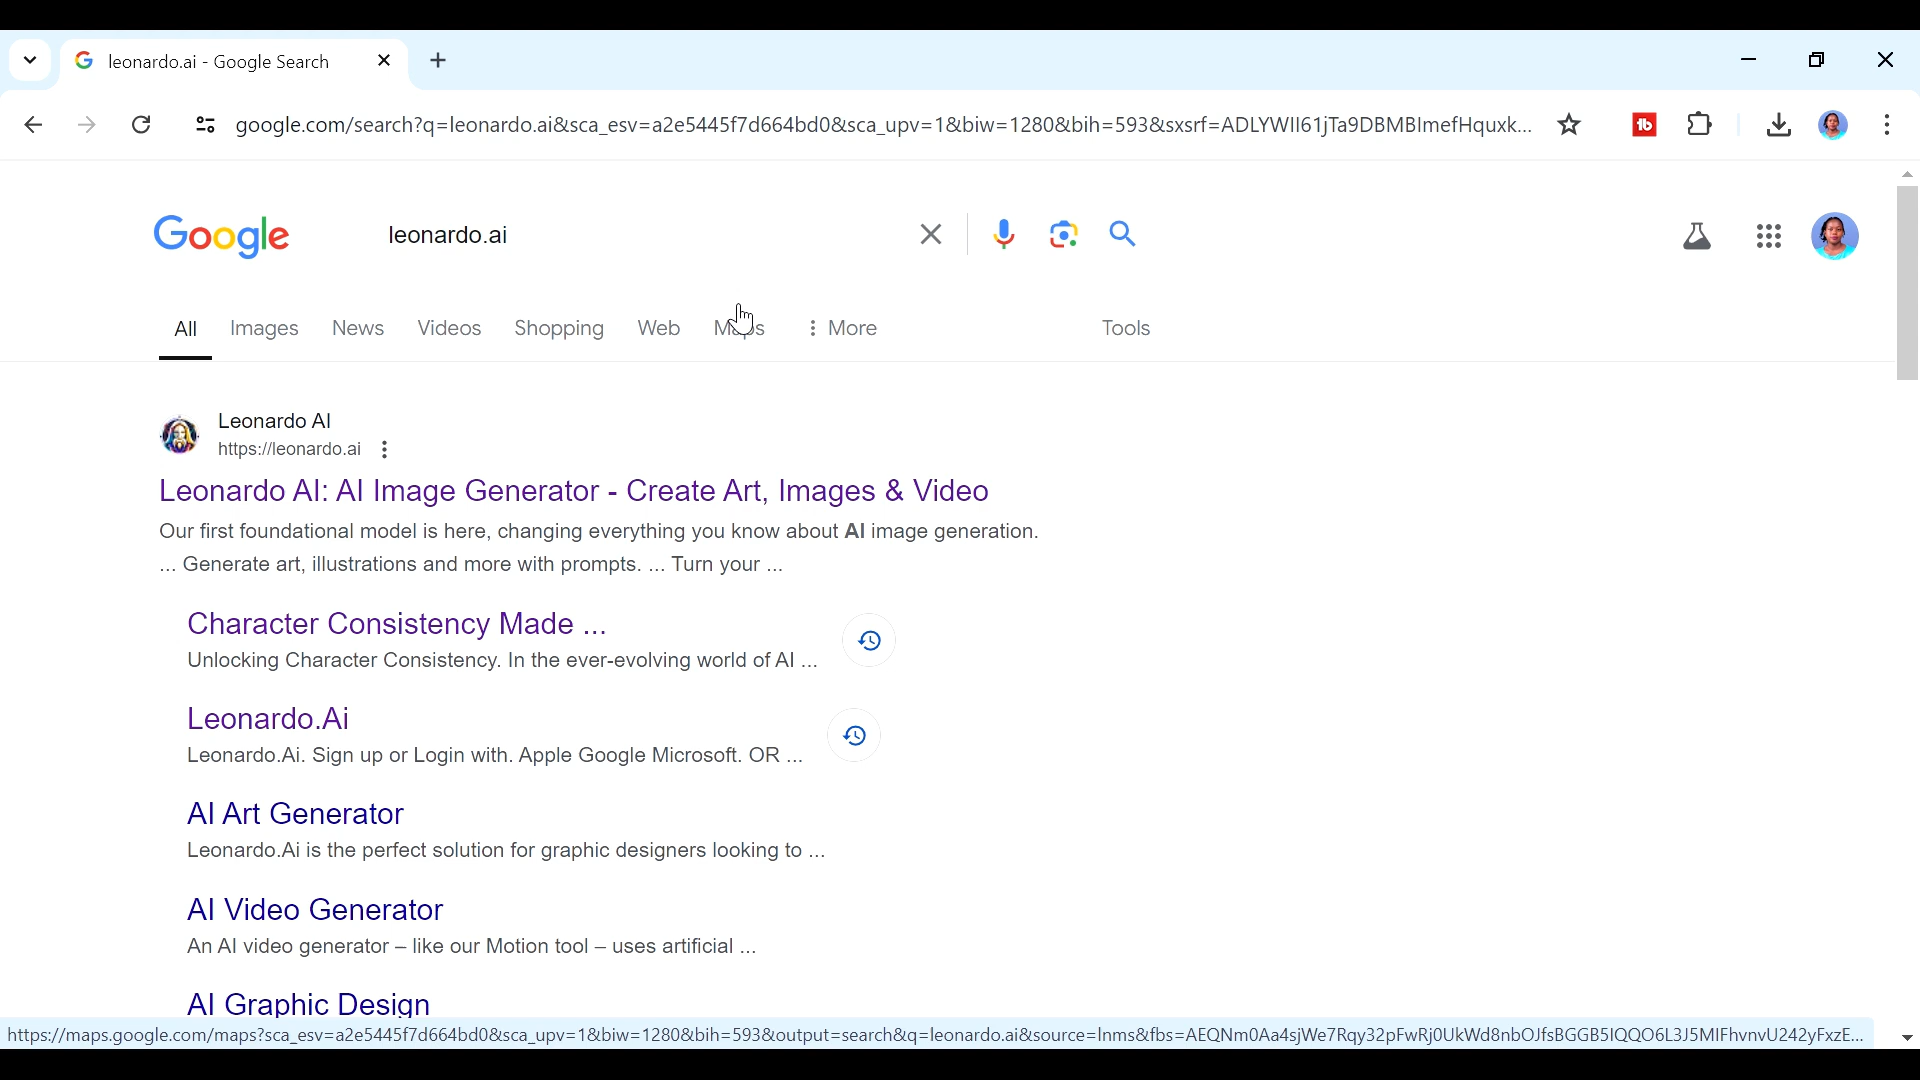 leonardo.ai - Google Search
google.com/search?q=leonardo.ai&sca_esv=a2e5445f7d664bd0&sca_upv=1&biw=1280&bih=593&sxsrf=ADLYWII61jTa9DBMBImefHquxk...
Google
leonardo.ai
All Images News Videos Shopping Web Maps More Tools
Leonardo AI
https://leonardo.ai
Leonardo AI: AI Image Generator - Create Art, Images & Video
Our first foundational model is here, changing everything you know about AI image generation.
... Generate art, illustrations and more with prompts. ... Turn your ...
Character Consistency Made ...
Unlocking Character Consistency. In the ever-evolving world of AI ...
Leonardo.Ai
Leonardo.Ai. Sign up or Login with. Apple Google Microsoft. OR ...
AI Art Generator
Leonardo.Ai is the perfect solution for graphic designers looking to ...
AI Video Generator
An AI video generator – like our Motion tool – uses artificial ...
AI Graphic Design
https://maps.google.com/maps?sca_esv=a2e5445f7d664bd0&sca_upv=1&biw=1280&bih=593&output=search&q=leonardo.ai&source=lnms&fbs=AEQNm0Aa4sjWe7Rqy32pFwRj0UkWd8nbOJfsBGGB5IQQO6L3J5MIFhvnvU242yFxzE...